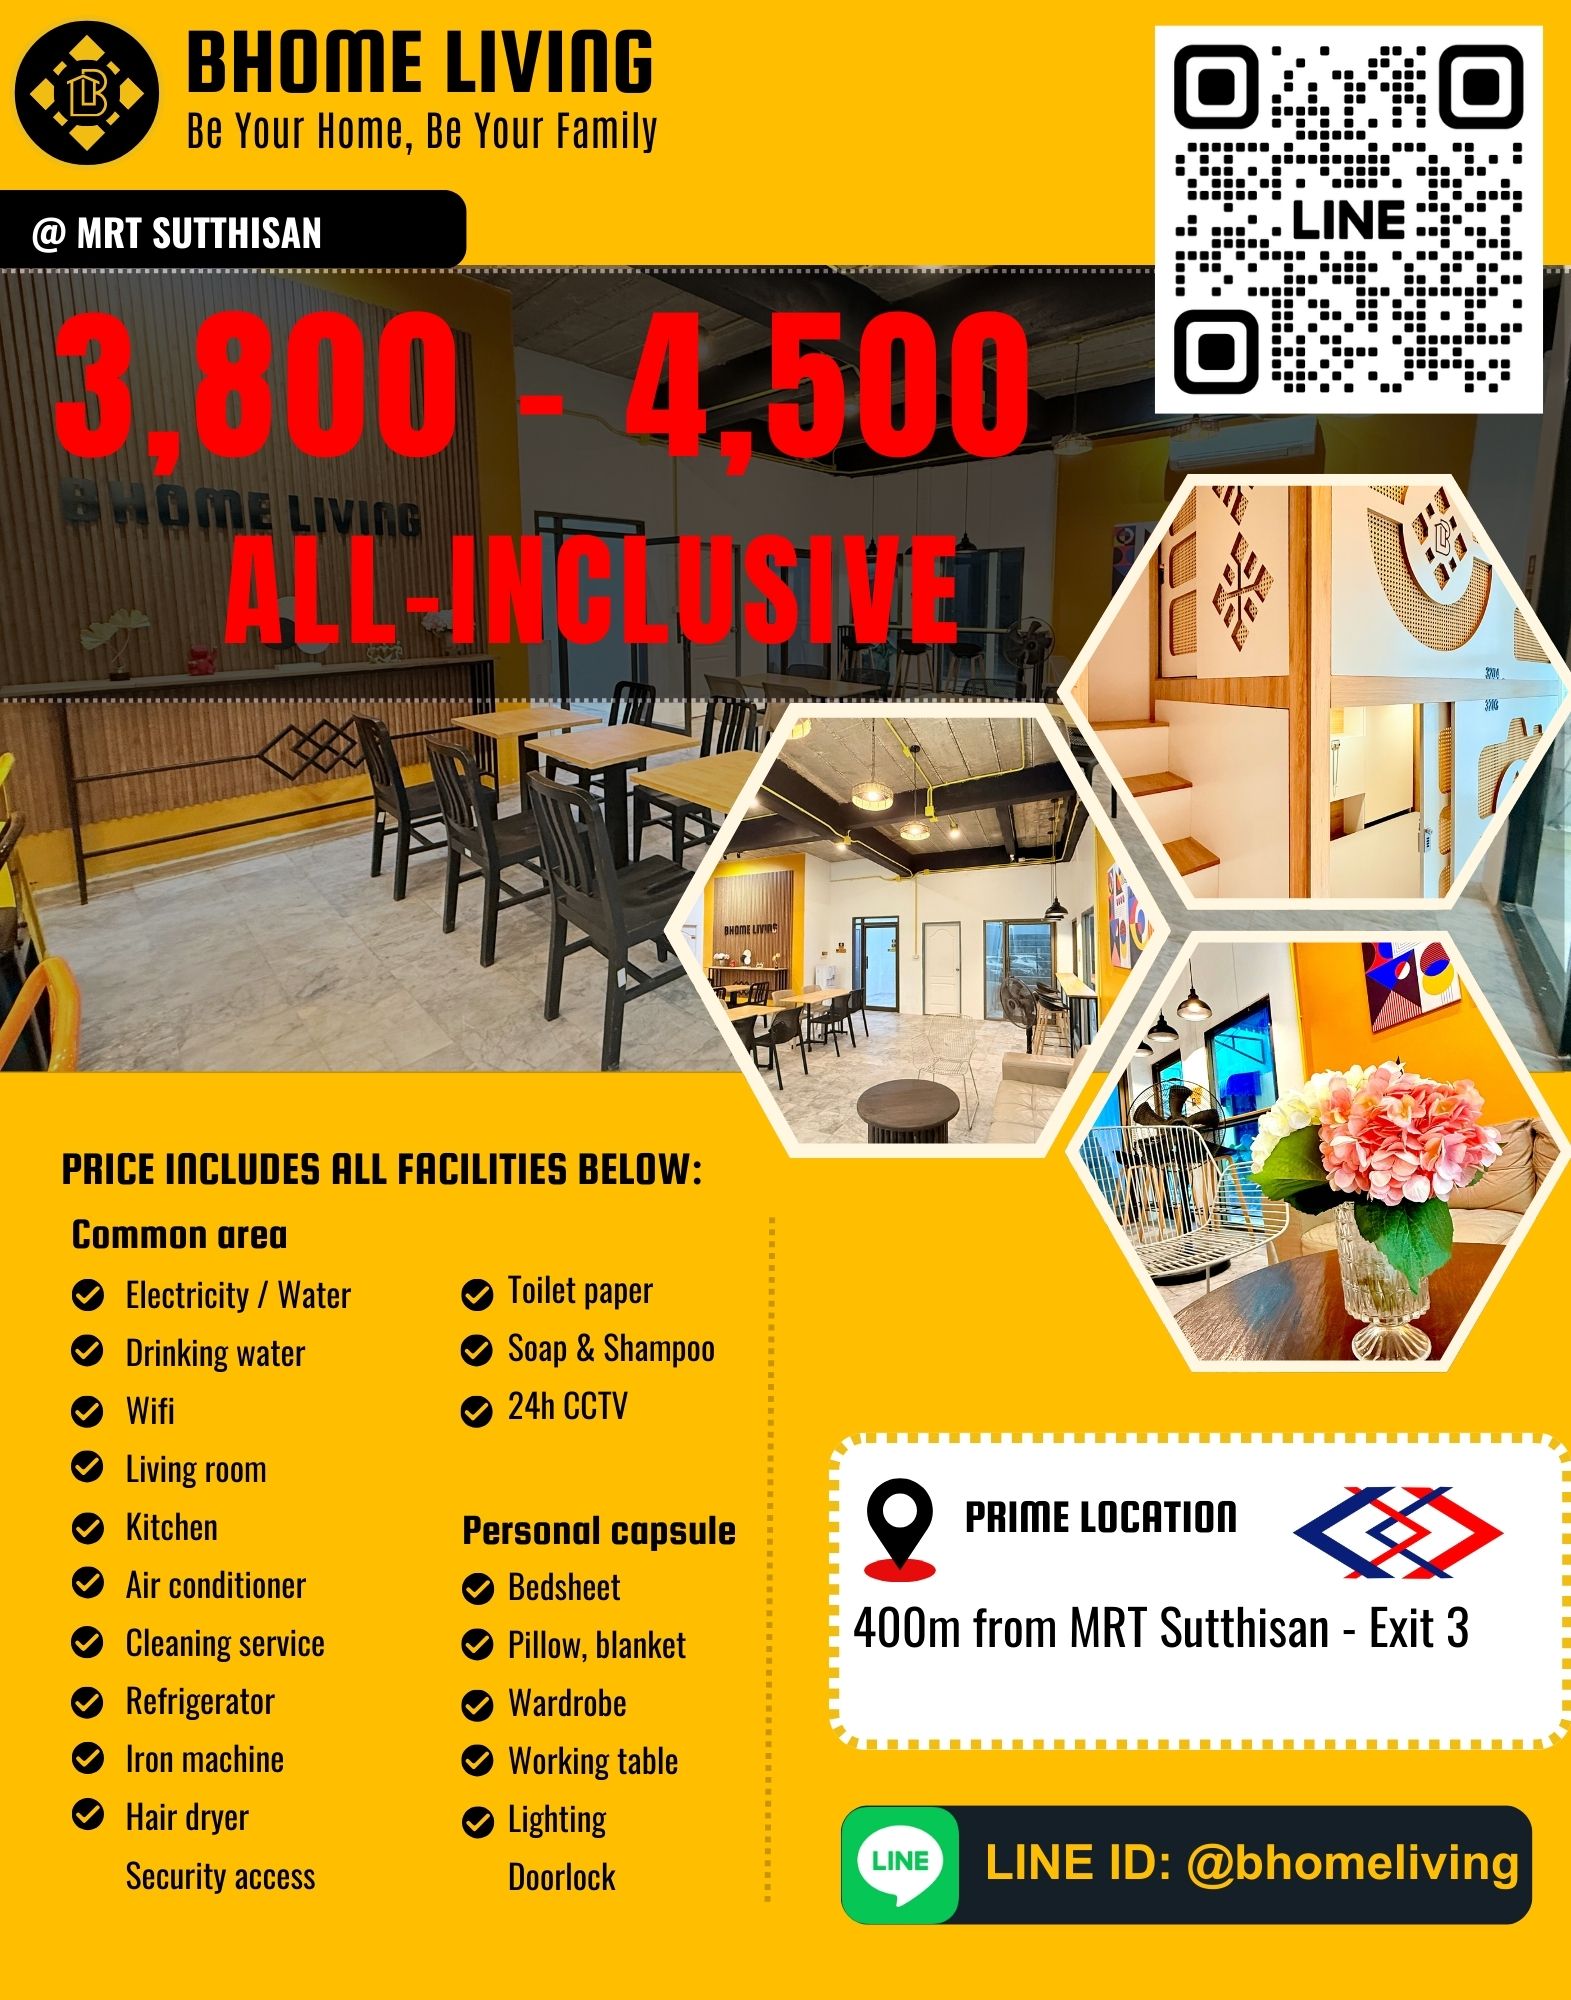 BHOME LIVING
Be Your Home, Be Your Family
@ MRT SUTTHISAN
LINE
3,800 - 4,500
BHOME LIVING
ALL-INCLUSIVE
3204
3203
BHOME LIVING
PRICE INCLUDES ALL FACILITIES BELOW:
Common area
Electricity / Water
Drinking water
Wifi
Living room
Kitchen
Air conditioner
Cleaning service
Refrigerator
Iron machine
Hair dryer
Security access
Toilet paper
Soap & Shampoo
24h CCTV
Personal capsule
Bedsheet
Pillow, blanket
Wardrobe
Working table
Lighting
Doorlock
PRIME LOCATION
400m from MRT Sutthisan - Exit 3
LINE
LINE ID: @bhomeliving